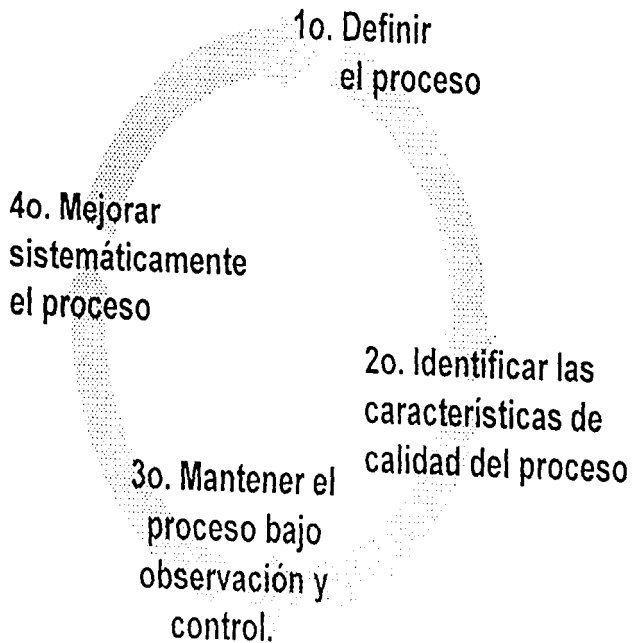 1o. Definir
el proceso
2o. Identificar las
características de
calidad del proceso
3o. Mantener el
proceso bajo
observación y
control.
4o. Mejorar
sistemáticamente
el proceso